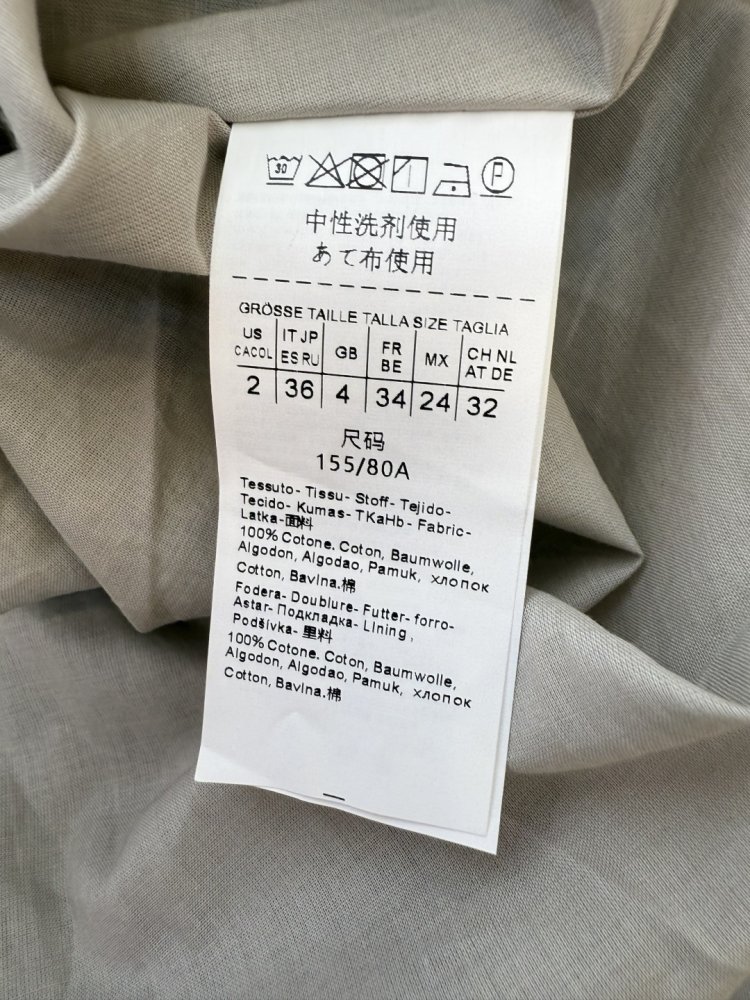 30 P
中性洗剂使用
あて布使用
GRÖSSE TAILLE TALLA SIZE TAGLIA
US IT JP GB FR MX CH NL
CACOL ES RU BE AT DE
2 36 4 34 24 32
尺码
155/80A
Tessuto- Tissu- Stoff- Tejido-
Tecido- Kumas- TKaHb- Fabric-
Latka-面料
100% Cotone. Coton, Baumwolle,
Algodon, Algodao, Pamuk, хлопок
Cotton, Bavlna.棉
Fodera- Doublure- Futter- forro-
Astar- Подкладка- Lining,
Podšívka- 里料
100% Cotone. Coton, Baumwolle,
Algodon, Algodao, Pamuk, хлопок
Cotton, Bavlna.棉